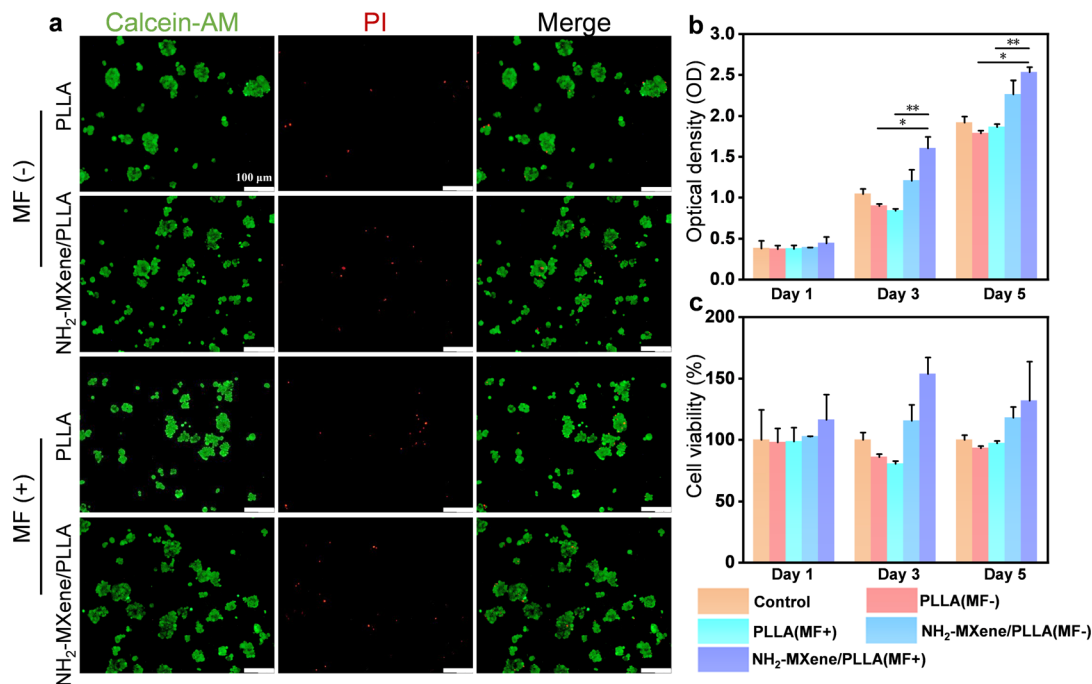 a
Calcein-AM
PI
Merge
MF (-)
PLLA
NH₂-MXene/PLLA
MF (+)
PLLA
NH₂-MXene/PLLA
100 μm
b
Optical density (OD)
3.0
2.5
2.0
1.5
1.0
0.5
0.0
**
*
**
*
Day 1
Day 3
Day 5
c
Cell viability (%)
200
150
100
50
0
Day 1
Day 3
Day 5
Control
PLLA(MF-)
PLLA(MF+)
NH₂-MXene/PLLA(MF-)
NH₂-MXene/PLLA(MF+)